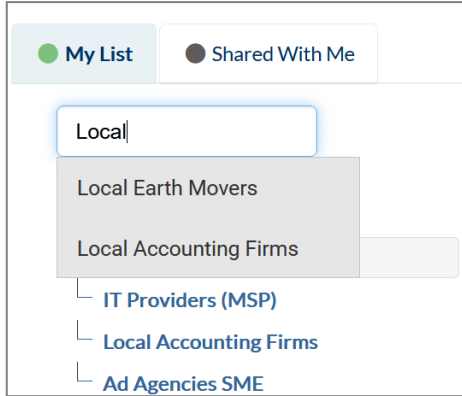 My List
Shared With Me
Local
Local Earth Movers
Local Accounting Firms
IT Providers (MSP)
Local Accounting Firms
Ad Agencies SME